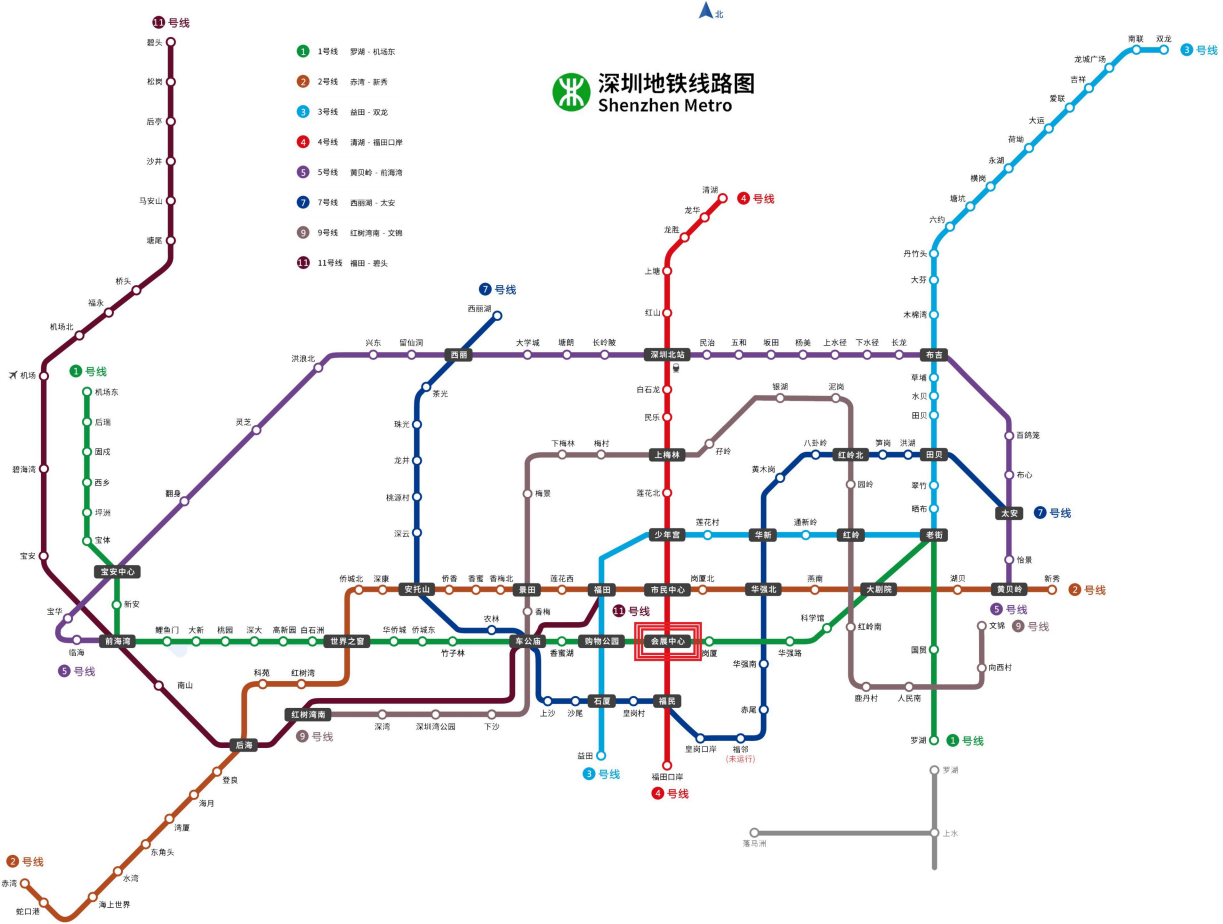 北
11 号线
碧头
松岗
后亭
沙井
马安山
塘尾
桥头
福永
机场北
机场
碧海湾
宝安
1 1号线 罗湖 - 机场东
2 2号线 赤湾 - 新秀
3 3号线 益田 - 双龙
4 4号线 清湖 - 福田口岸
5 5号线 黄贝岭 - 前海湾
7 7号线 西丽湖 - 太安
9 9号线 红树湾南 - 文锦
11 11号线 福田 - 碧头
深圳地铁线路图
Shenzhen Metro
南联
双龙
3 号线
龙城广场
吉祥
爱联
大运
荷坳
永湖
横岗
塘坑
六约
丹竹头
大芬
木棉湾
清湖
4 号线
龙华
龙胜
上塘
红山
7 号线
西丽湖
洪浪北
兴东
留仙洞
西丽
大学城
塘朗
长岭陂
深圳北站
民治
五和
坂田
杨美
上水径
下水径
长龙
布吉
1 号线
机场东
后瑞
固戍
西乡
坪洲
宝体
宝安中心
新安
灵芝
翻身
宝华
临海
5 号线
茶光
珠光
龙井
桃源村
深云
白石龙
民乐
银湖
泥岗
草埔
水贝
田贝
下梅林
梅村
上梅林
孖岭
八卦岭
红岭北
笋岗
洪湖
田贝
百鸽笼
布心
黄木岗
园岭
翠竹
晒布
太安
7 号线
梅景
莲花北
少年宫
莲花村
华新
通新岭
红岭
老街
怡景
侨城北
深康
安托山
侨香
香蜜
香梅北
景田
莲花西
福田
市民中心
岗厦北
华强北
燕南
大剧院
湖贝
黄贝岭
新秀
2 号线
5 号线
文锦
9 号线
香梅
11 号线
农林
前海湾
鲤鱼门
大新
桃园
深大
高新园
白石洲
世界之窗
华侨城
侨城东
竹子林
车公庙
香蜜湖
购物公园
会展中心
岗厦
华强路
科学馆
红岭南
国贸
向西村
南山
科苑
红树湾
红树湾南
9 号线
深湾
深圳湾公园
下沙
上沙
沙尾
石厦
皇岗村
福民
华强南
赤尾
鹿丹村
人民南
后海
皇岗口岸
福邻
(未运行)
罗湖
1 号线
益田
3 号线
福田口岸
4 号线
登良
海月
湾厦
东角头
水湾
海上世界
2 号线
赤湾
蛇口港
罗湖
落马洲
上水